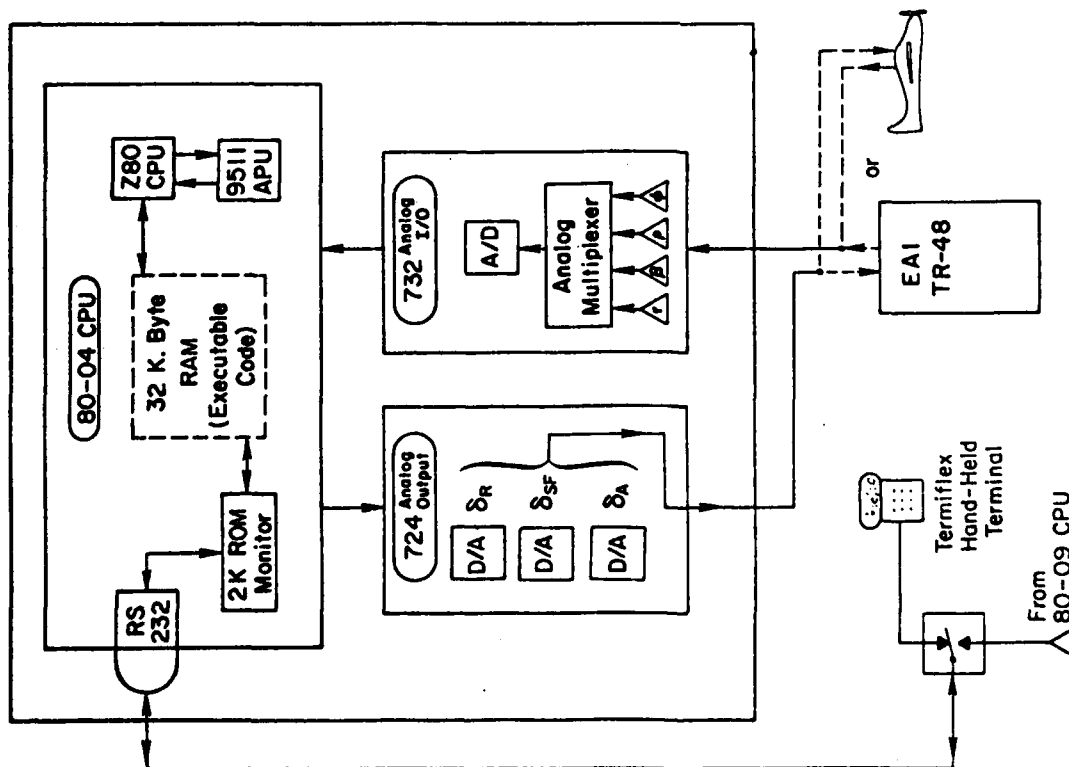 80-04 CPU
RS
232
2K ROM
Monitor
32 K. Byte
RAM
(Executable
Code)
Z80
CPU
9511
APU
724 Analog
Output
D/A δR
D/A δSF
D/A δA
732 Analog
I/O
A/D
Analog
Multiplexer
r β p φ
Termiflex
Hand-Held
Terminal
From
80-09 CPU
EAI
TR-48
or